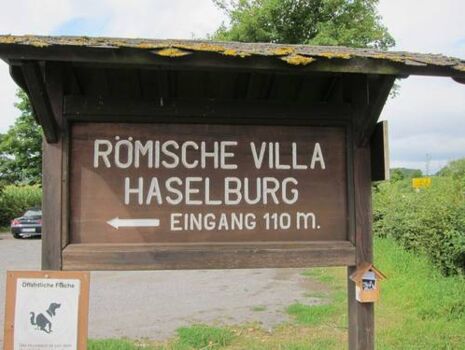 RÖMISCHE VILLA
HASELBURG
EINGANG 110 m.
Öffentliche Fläche